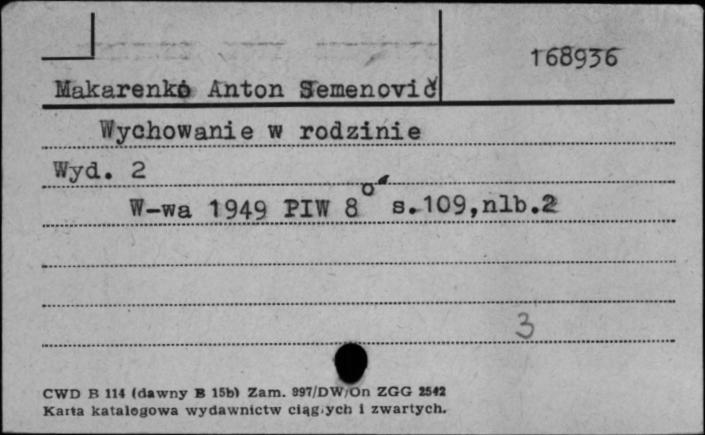 168936
Makarenko Anton Semenovič
Wychowanie w rodzinie
Wyd. 2
W-wa 1949 PIW 8° s.109,nlb.2
3
CWD B 114 (dawny B 15b) Zam. 997/DW/On ZGG 2542
Karta katalogowa wydawnictw ciągłych i zwartych.